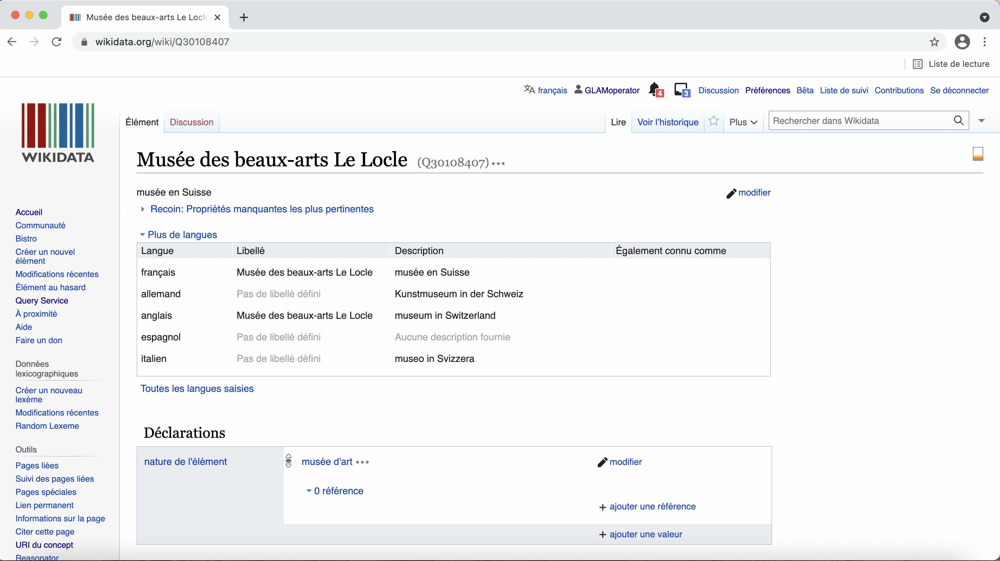 Musée des beaux-arts Le Locle
wikidata.org/wiki/Q30108407
Liste de lecture
français GLAMoperator 4 3 Discussion Préférences Bêta Liste de suivi Contributions Se déconnecter
WIKIDATA
Élément Discussion Lire Voir l’historique Plus Rechercher dans Wikidata
Musée des beaux-arts Le Locle (Q30108407)
musée en Suisse modifier
Recoin: Propriétés manquantes les plus pertinentes
Plus de langues
Langue Libellé Description Également connu comme
français Musée des beaux-arts Le Locle musée en Suisse
allemand Pas de libellé défini Kunstmuseum in der Schweiz
anglais Musée des beaux-arts Le Locle museum in Switzerland
espagnol Pas de libellé défini Aucune description fournie
italien Pas de libellé défini museo in Svizzera
Toutes les langues saisies
Déclarations
nature de l'élément musée d'art modifier
0 référence
+ ajouter une référence
+ ajouter une valeur
Accueil
Communauté
Bistro
Créer un nouvel
élément
Modifications récentes
Élément au hasard
Query Service
À proximité
Aide
Faire un don
Données
lexicographiques
Créer un nouveau
lexème
Modifications récentes
Random Lexeme
Outils
Pages liées
Suivi des pages liées
Pages spéciales
Lien permanent
Informations sur la page
Citer cette page
URI du concept
Reasonator